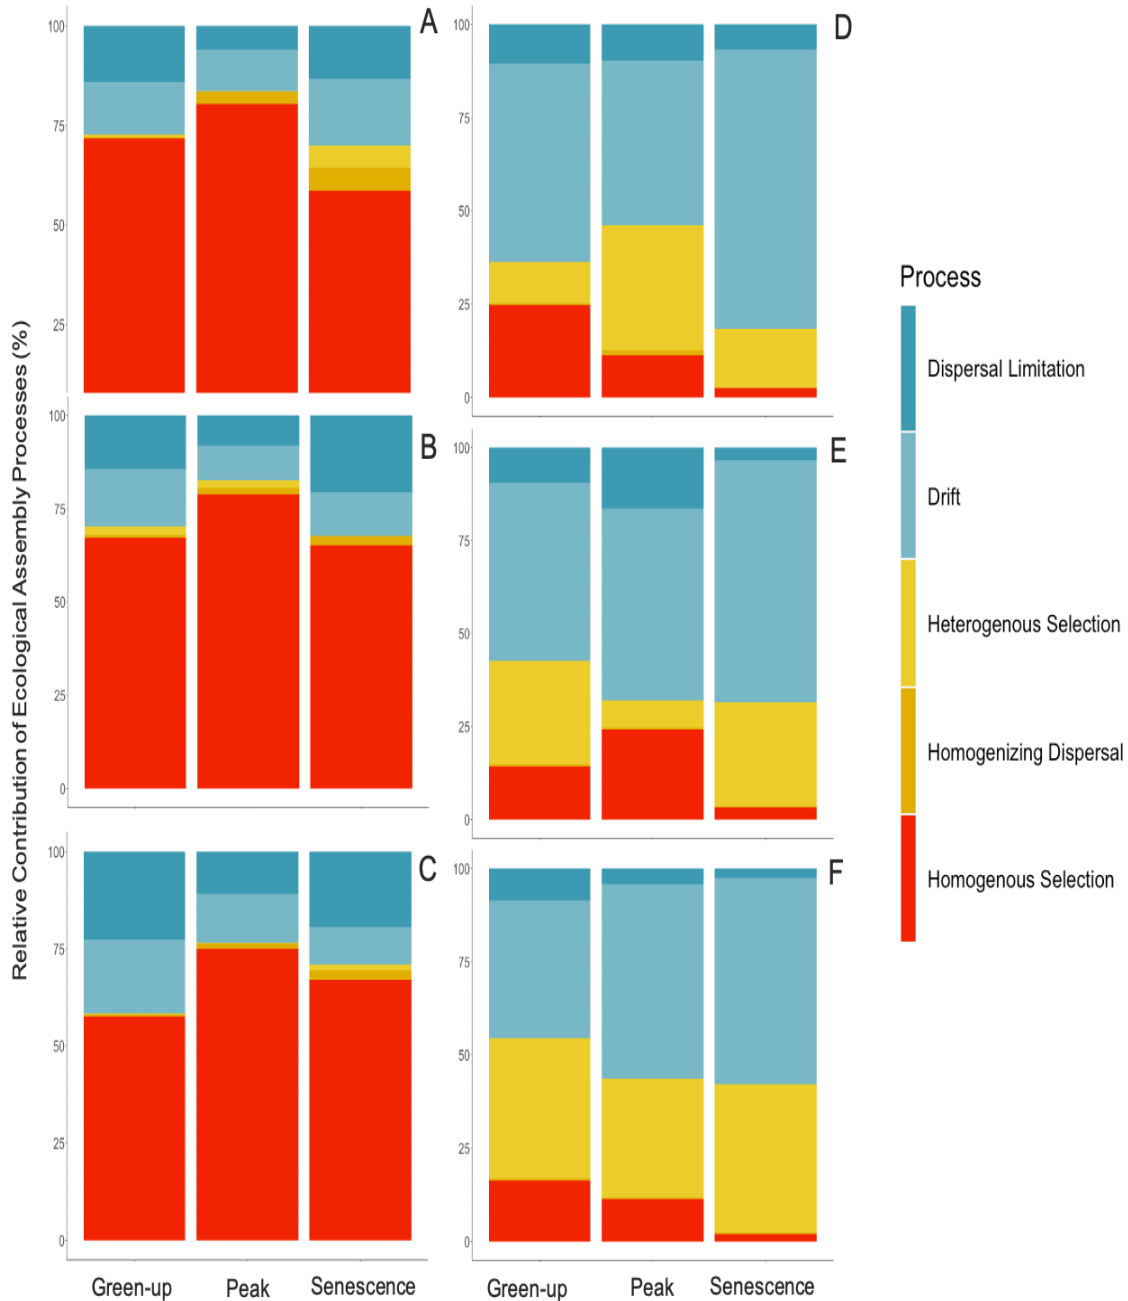 Relative Contribution of Ecological Assembly Processes (%)
A
100
75
50
25
B
100
75
50
25
0
C
100
75
50
25
0
Green-up Peak Senescence
D
100
75
50
25
0
E
100
75
50
25
0
F
100
75
50
25
0
Green-up Peak Senescence
Process
Dispersal Limitation
Drift
Heterogenous Selection
Homogenizing Dispersal
Homogenous Selection